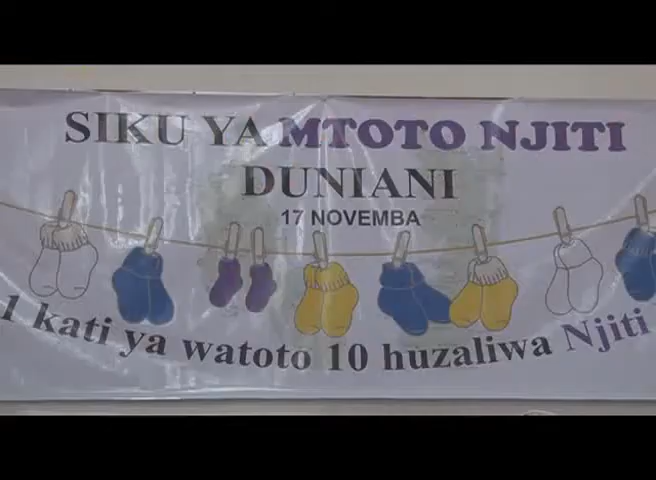 SIKU YA MTOTO NJITI
DUNIANI
17 NOVEMBA
1 kati ya watoto 10 huzaliwa Njiti